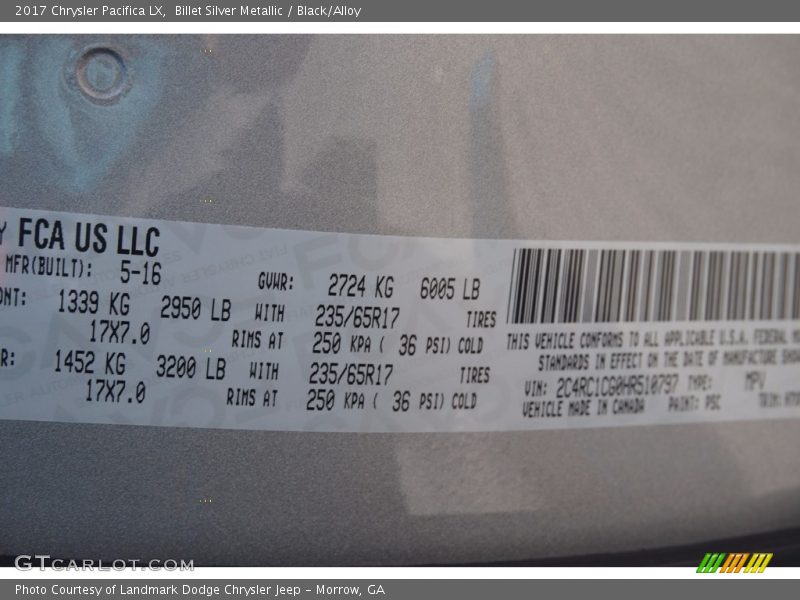 2017 Chrysler Pacifica LX, Billet Silver Metallic / Black/Alloy
Y FCA US LLC
MFR(BUILT): 5-16
GVWR: 2724 KG 6005 LB
ONT: 1339 KG 2950 LB WITH 235/65R17 TIRES
17X7.0 RIMS AT 250 KPA ( 36 PSI) COLD
R: 1452 KG 3200 LB WITH 235/65R17 TIRES
17X7.0 RIMS AT 250 KPA ( 36 PSI) COLD
THIS VEHICLE CONFORMS TO ALL APPLICABLE U.S.A. FEDERAL
STANDARDS IN EFFECT ON THE DATE OF MANUFACTURE
VIN: 2C4RC1CG0HR510797 TYPE: MPV
VEHICLE MADE IN CANADA PAINT: PSC TRIM:
GTCARLOT.COM
Photo Courtesy of Landmark Dodge Chrysler Jeep – Morrow, GA